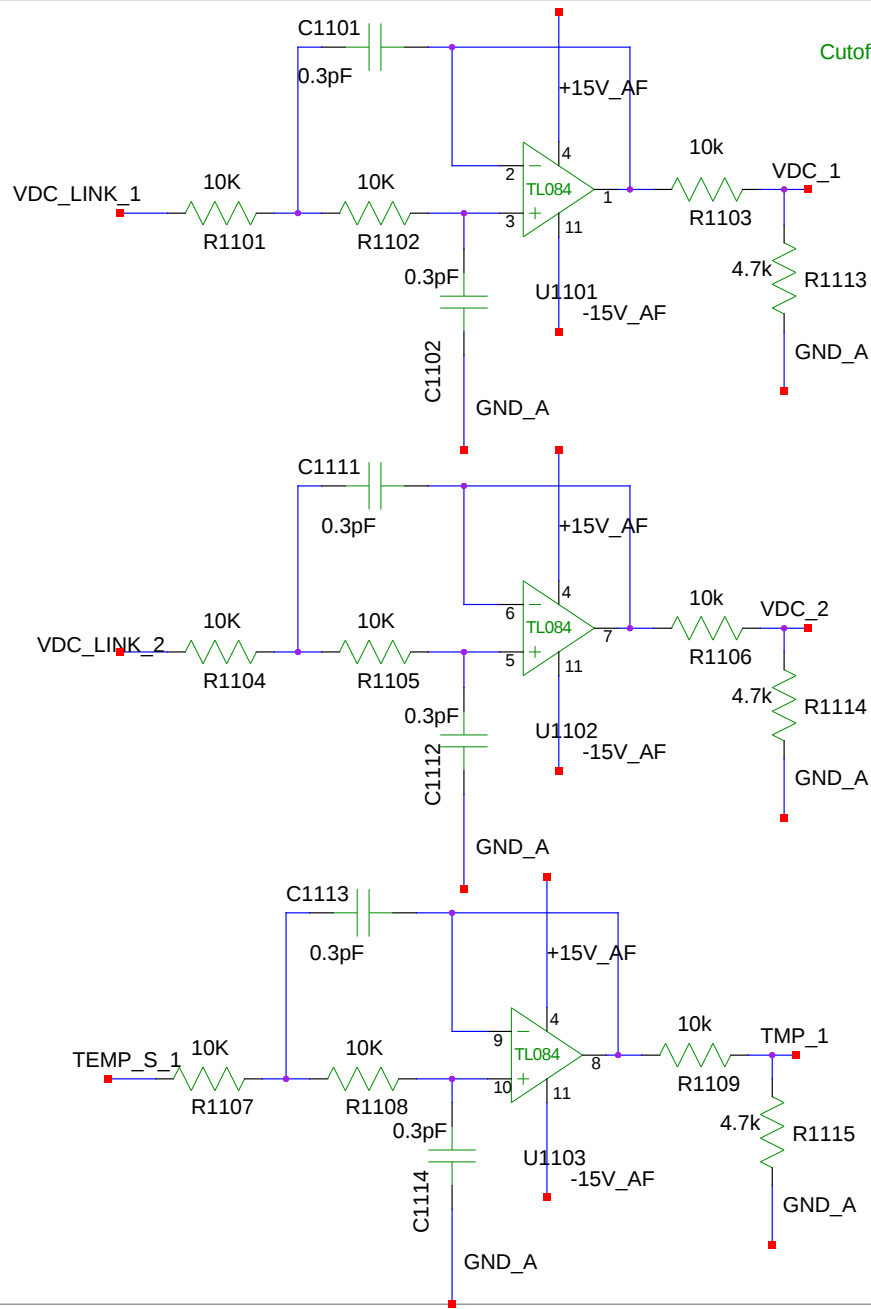 C1101
0.3pF
Cutof
+15V_AF
10k
VDC_1
4
2
TL084
1
VDC_LINK_1
10K
10K
3
11
R1103
R1101
R1102
4.7k
R1113
0.3pF
U1101
-15V_AF
C1102
GND_A
GND_A
C1111
0.3pF
+15V_AF
10k
VDC_2
4
6
TL084
7
VDC_LINK_2
10K
10K
5
11
R1106
R1104
R1105
4.7k
R1114
0.3pF
U1102
-15V_AF
C1112
GND_A
GND_A
C1113
0.3pF
+15V_AF
10k
TMP_1
4
9
TL084
8
TEMP_S_1
10K
10K
10
11
R1109
R1107
R1108
4.7k
R1115
0.3pF
U1103
-15V_AF
C1114
GND_A
GND_A